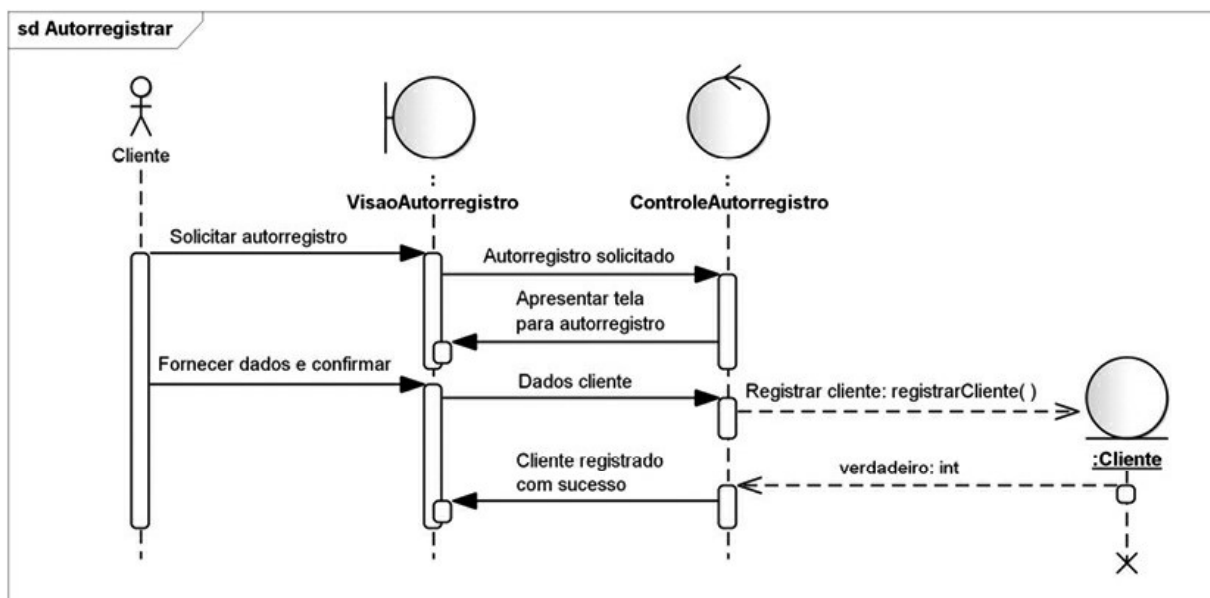 sd Autorregistrar
Cliente
:
VisaoAutorregistro
:
ControleAutorregistro
Solicitar autorregistro
Autorregistro solicitado
Apresentar tela
para autorregistro
Fornecer dados e confirmar
Dados cliente
Registrar cliente: registrarCliente( )
:Cliente
verdadeiro: int
Cliente registrado
com sucesso